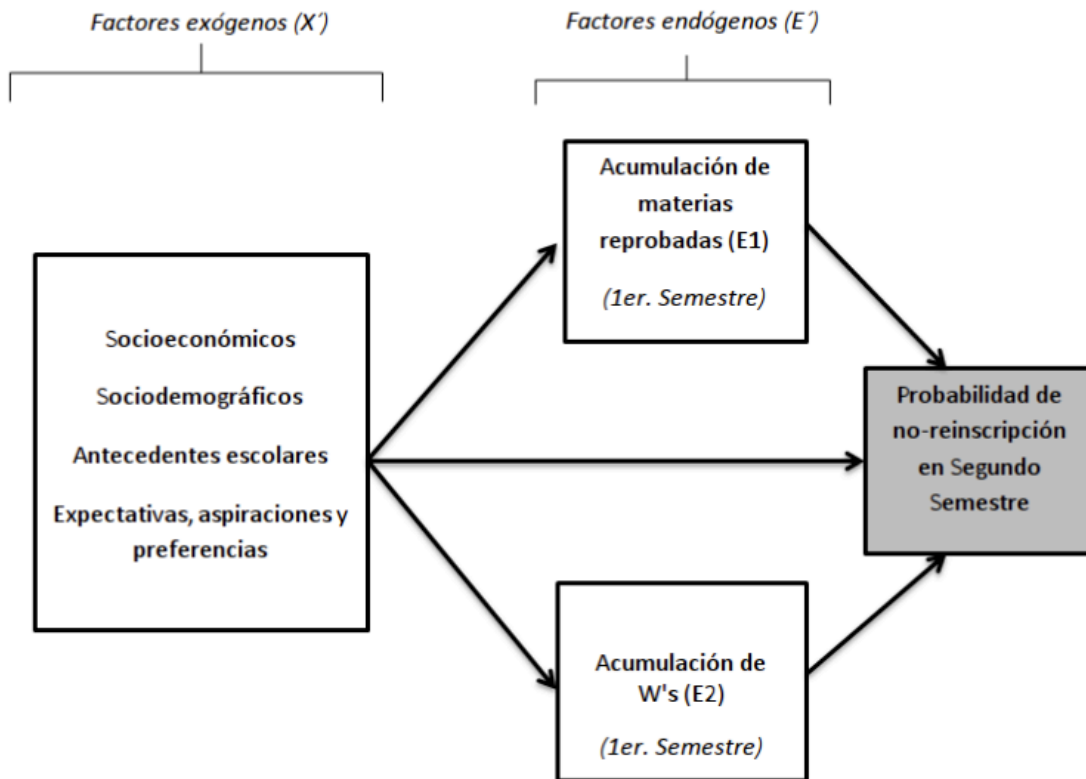 Factores exógenos (X´)
Factores endógenos (E´)
Socioeconómicos
Sociodemográficos
Antecedentes escolares
Expectativas, aspiraciones y
preferencias
Acumulación de
materias
reprobadas (E1)
(1er. Semestre)
Acumulación de
W's (E2)
(1er. Semestre)
Probabilidad de
no-reinscripción
en Segundo
Semestre